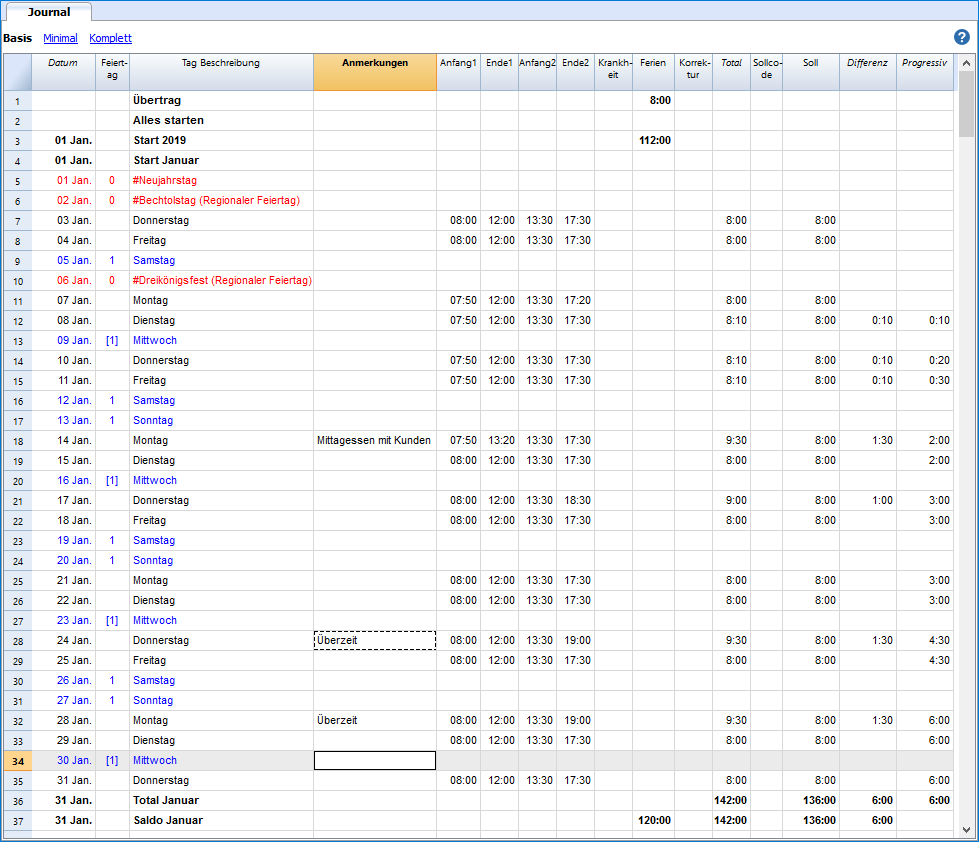 Journal
Basis Minimal Komplett ?
Datum Feiert-ag Tag Beschreibung Anmerkungen Anfang1 Ende1 Anfang2 Ende2 Krankh-eit Ferien Korrek-tur Total Sollco-de Soll Differenz Progressiv
1 Übertrag 8:00
2 Alles starten
3 01 Jan. Start 2019 112:00
4 01 Jan. Start Januar
5 01 Jan. 0 #Neujahrstag
6 02 Jan. 0 #Bechtolstag (Regionaler Feiertag)
7 03 Jan. Donnerstag 08:00 12:00 13:30 17:30 8:00 8:00
8 04 Jan. Freitag 08:00 12:00 13:30 17:30 8:00 8:00
9 05 Jan. 1 Samstag
10 06 Jan. 0 #Dreikönigsfest (Regionaler Feiertag)
11 07 Jan. Montag 07:50 12:00 13:30 17:20 8:00 8:00
12 08 Jan. Dienstag 07:50 12:00 13:30 17:30 8:10 8:00 0:10 0:10
13 09 Jan. [1] Mittwoch
14 10 Jan. Donnerstag 07:50 12:00 13:30 17:30 8:10 8:00 0:10 0:20
15 11 Jan. Freitag 07:50 12:00 13:30 17:30 8:10 8:00 0:10 0:30
16 12 Jan. 1 Samstag
17 13 Jan. 1 Sonntag
18 14 Jan. Montag Mittagessen mit Kunden 07:50 13:20 13:30 17:30 9:30 8:00 1:30 2:00
19 15 Jan. Dienstag 08:00 12:00 13:30 17:30 8:00 8:00 2:00
20 16 Jan. [1] Mittwoch
21 17 Jan. Donnerstag 08:00 12:00 13:30 18:30 9:00 8:00 1:00 3:00
22 18 Jan. Freitag 08:00 12:00 13:30 17:30 8:00 8:00 3:00
23 19 Jan. 1 Samstag
24 20 Jan. 1 Sonntag
25 21 Jan. Montag 08:00 12:00 13:30 17:30 8:00 8:00 3:00
26 22 Jan. Dienstag 08:00 12:00 13:30 17:30 8:00 8:00 3:00
27 23 Jan. [1] Mittwoch
28 24 Jan. Donnerstag Überzeit 08:00 12:00 13:30 19:00 9:30 8:00 1:30 4:30
29 25 Jan. Freitag 08:00 12:00 13:30 17:30 8:00 8:00 4:30
30 26 Jan. 1 Samstag
31 27 Jan. 1 Sonntag
32 28 Jan. Montag Überzeit 08:00 12:00 13:30 19:00 9:30 8:00 1:30 6:00
33 29 Jan. Dienstag 08:00 12:00 13:30 17:30 8:00 8:00 6:00
34 30 Jan. [1] Mittwoch
35 31 Jan. Donnerstag 08:00 12:00 13:30 17:30 8:00 8:00 6:00
36 31 Jan. Total Januar 142:00 136:00 6:00 6:00
37 31 Jan. Saldo Januar 120:00 142:00 136:00 6:00